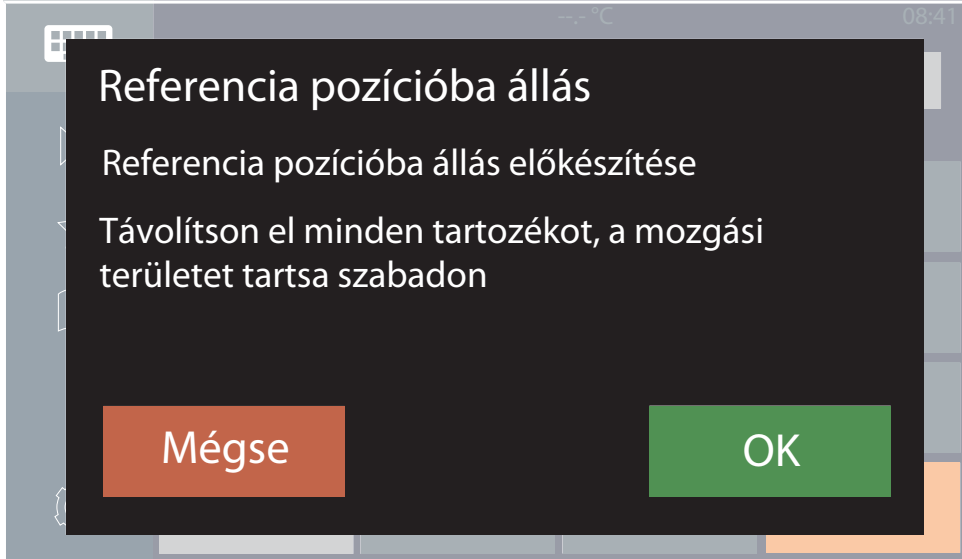 --.- °C
08:41
Referencia pozícióba állás
Referencia pozícióba állás előkészítése
Távolítson el minden tartozékot, a mozgási
területet tartsa szabadon
Mégse
OK